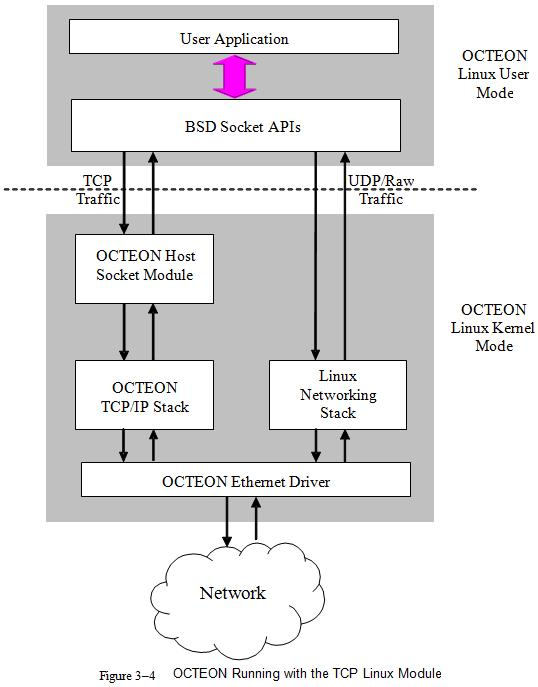 User Application
OCTEON
Linux User
Mode
BSD Socket APIs
TCP
Traffic
UDP/Raw
Traffic
OCTEON Host
Socket Module
OCTEON
Linux Kernel
Mode
OCTEON
TCP/IP Stack
Linux
Networking
Stack
OCTEON Ethernet Driver
Network
Figure 3–4 OCTEON Running with the TCP Linux Module